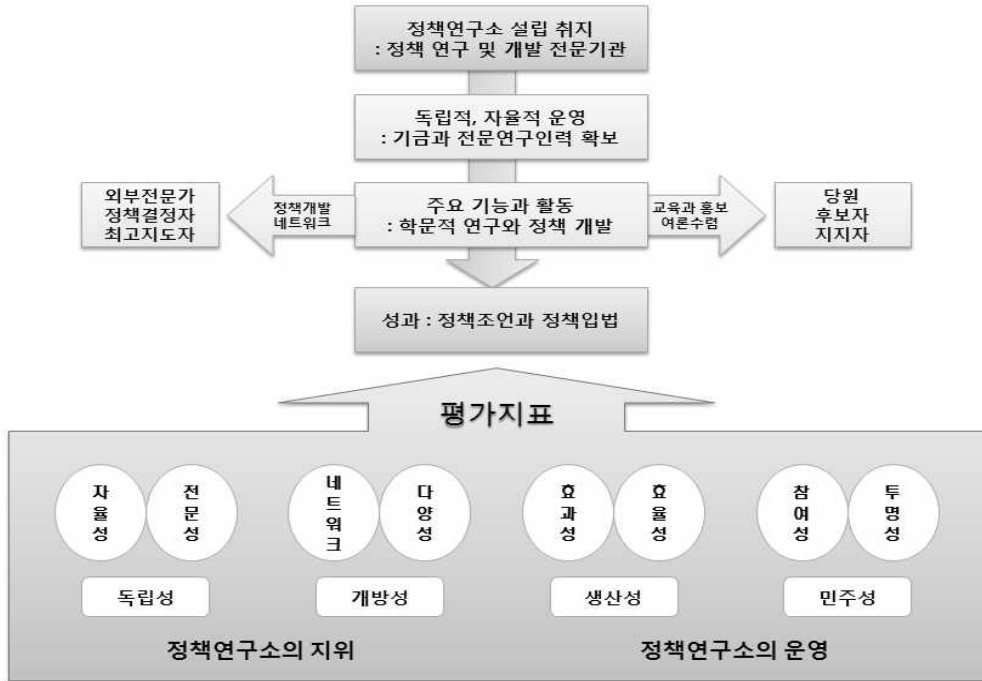 정책연구소 설립 취지
: 정책 연구 및 개발 전문기관
독립적, 자율적 운영
: 기금과 전문연구인력 확보
외부전문가
정책결정자
최고지도자
정책개발
네트워크
주요 기능과 활동
: 학문적 연구와 정책 개발
교육과 홍보
여론수렴
당원
후보자
지지자
성과 : 정책조언과 정책입법
평가지표
자율성
전문성
네트워크
다양성
효과성
효율성
참여성
투명성
독립성
개방성
생산성
민주성
정책연구소의 지위
정책연구소의 운영